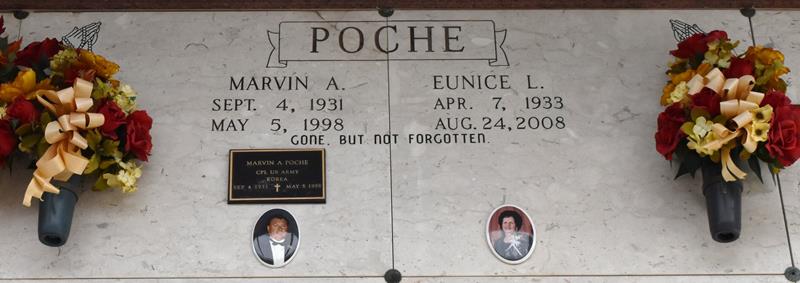 POCHE
MARVIN A.
SEPT. 4, 1931
MAY 5, 1998
EUNICE L.
APR. 7, 1933
AUG. 24, 2008
GONE, BUT NOT FORGOTTEN.
MARVIN A POCHE
CPL US ARMY
KOREA
SEP 4 1931 ✝ MAY 5 1998